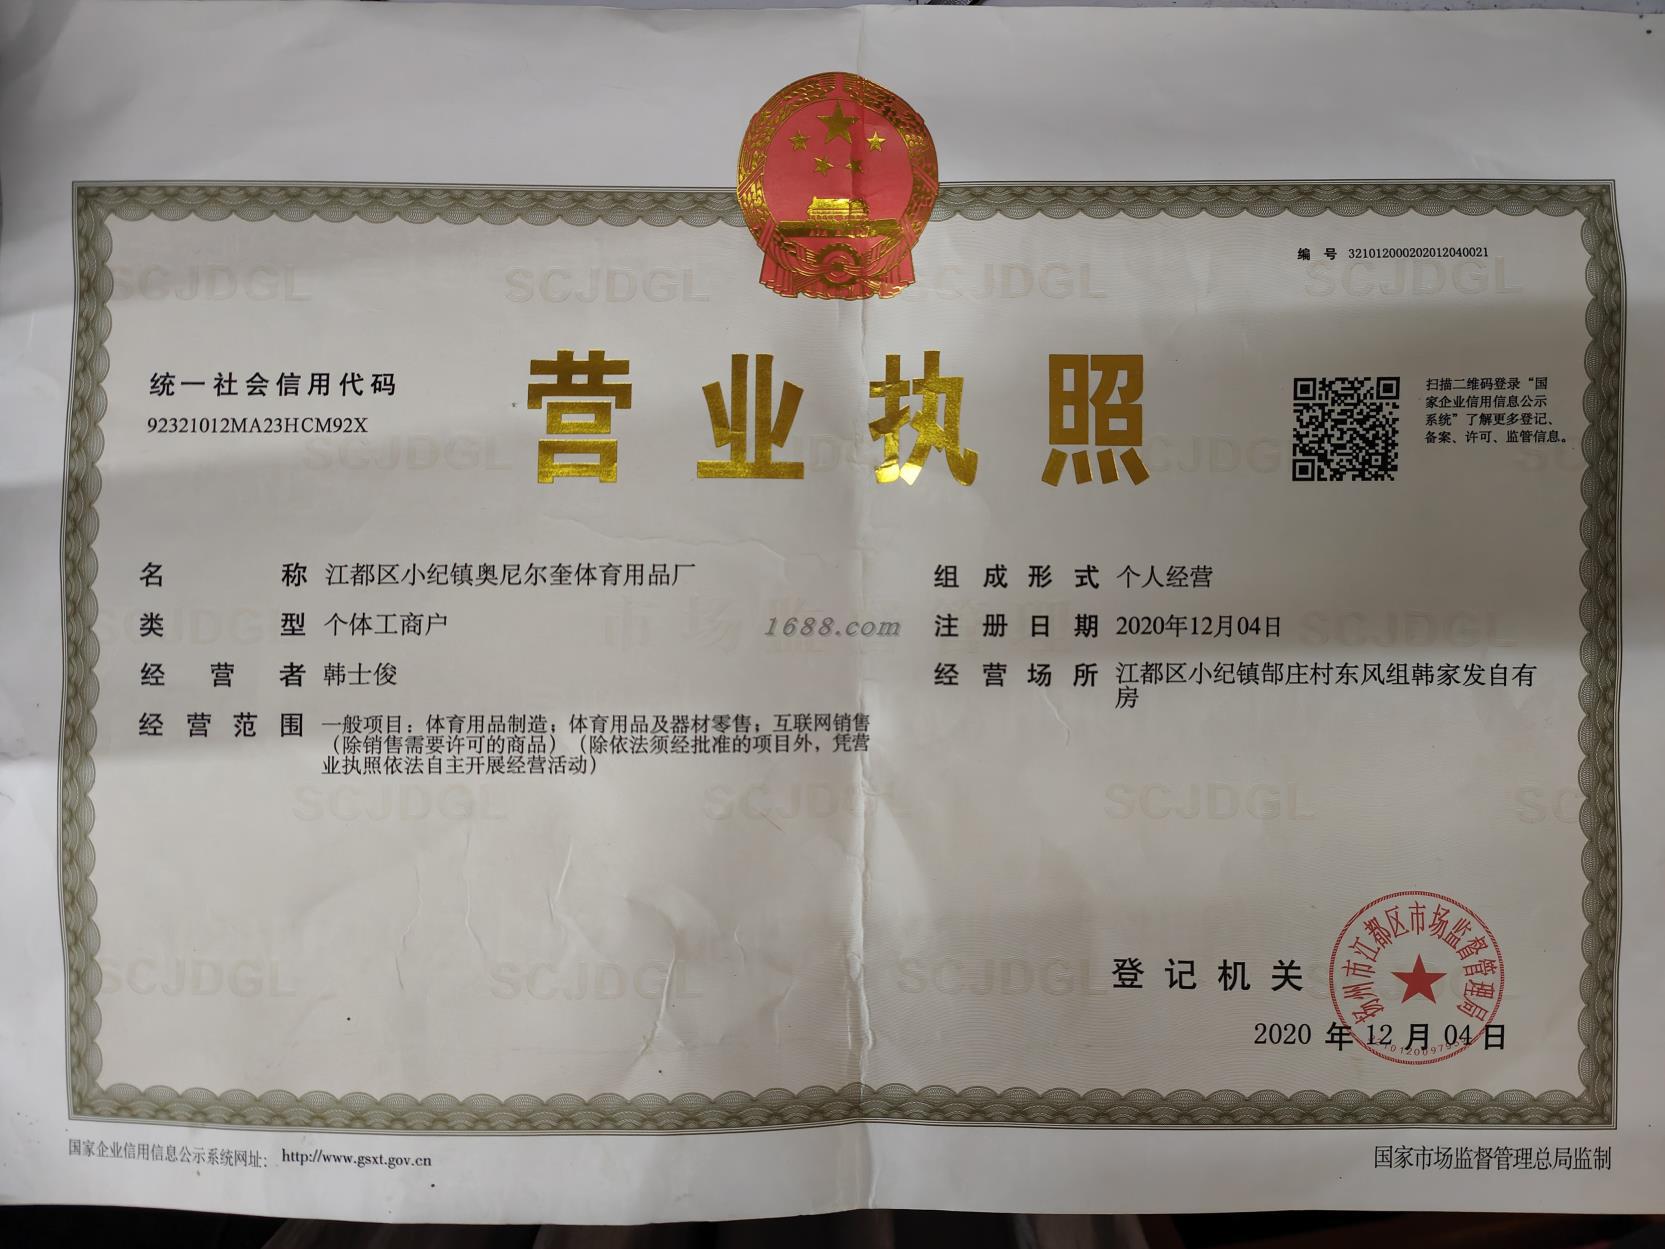 编 号 321012000202012040021
统一社会信用代码
92321012MA23HCM92X
营业执照
扫描二维码登录“国
家企业信用信息公示
系统”了解更多登记、
备案、许可、监管信息。
名 称 江都区小纪镇奥尼尔奎体育用品厂
类 型 个体工商户
经 营 者 韩士俊
经 营 范 围 一般项目：体育用品制造；体育用品及器材零售；互联网销售
（除销售需要许可的商品）（除依法须经批准的项目外，凭营
业执照依法自主开展经营活动）
组 成 形 式 个人经营
注 册 日 期 2020年12月04日
经 营 场 所 江都区小纪镇郜庄村东风组韩家发自有
房
1688.com
SCJDGL
市场监督管理
登 记 机 关
扬州市江都区市场监督管理局
2020 年 12 月 04 日
国家企业信用信息公示系统网址： http://www.gsxt.gov.cn
国家市场监督管理总局监制